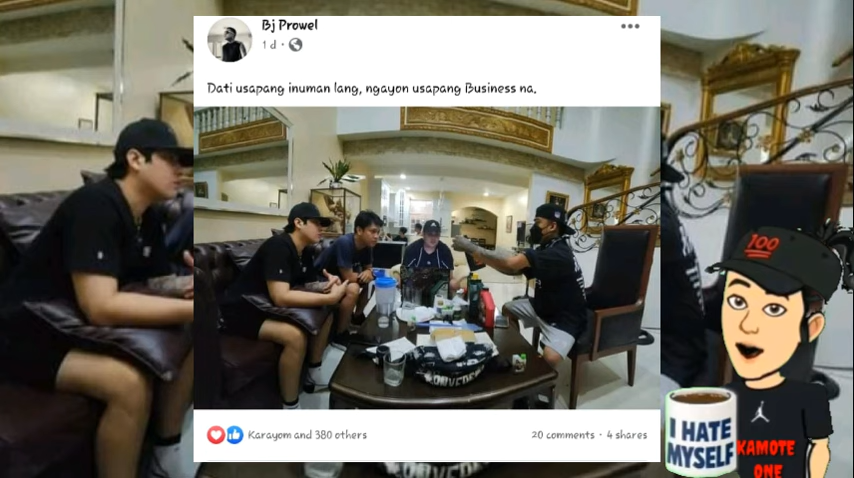 Bj Prowel
1 d
Dati usapang inuman lang, ngayon usapang Business na.
Karayom and 380 others
20 comments · 4 shares
100
I HATE
MYSELF
KAMOTE
ONE